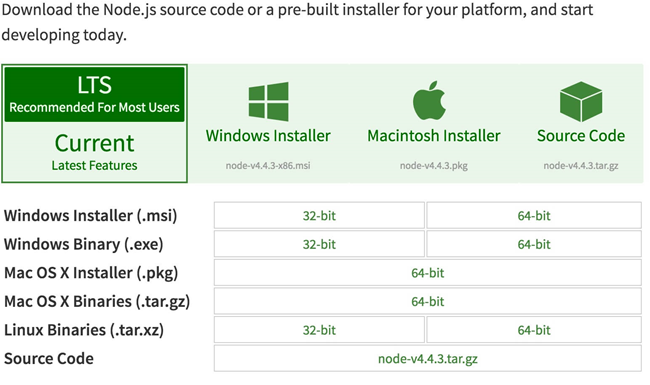 Download the Node.js source code or a pre-built installer for your platform, and start
developing today.
LTS
Recommended For Most Users
Current
Latest Features
Windows Installer
node-v4.4.3-x86.msi
Macintosh Installer
node-v4.4.3.pkg
Source Code
node-v4.4.3.tar.gz
Windows Installer (.msi) 32-bit 64-bit
Windows Binary (.exe) 32-bit 64-bit
Mac OS X Installer (.pkg) 64-bit
Mac OS X Binaries (.tar.gz) 64-bit
Linux Binaries (.tar.xz) 32-bit 64-bit
Source Code node-v4.4.3.tar.gz